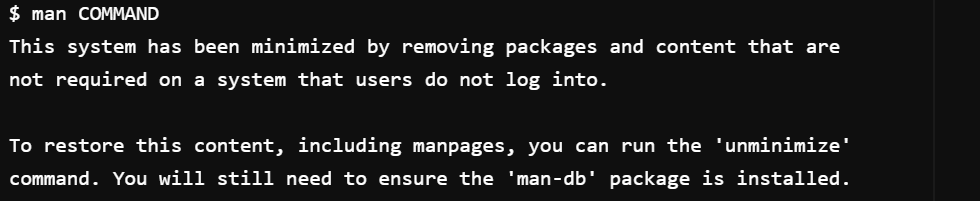 $ man COMMAND
This system has been minimized by removing packages and content that are
not required on a system that users do not log into.
To restore this content, including manpages, you can run the 'unminimize'
command. You will still need to ensure the 'man-db' package is installed.